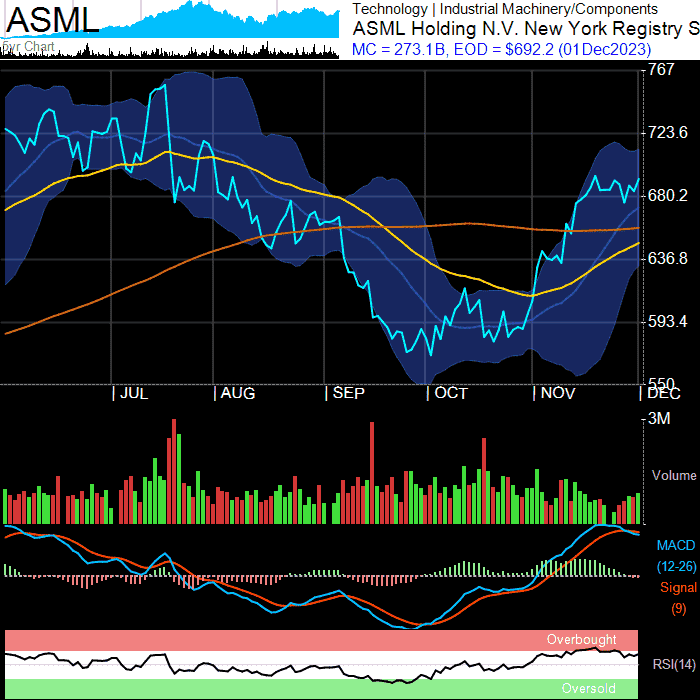 ASML
5yr Chart
Technology | Industrial Machinery/Components
ASML Holding N.V. New York Registry S
MC = 273.1B, EOD = $692.2 (01Dec2023)
767
723.6
680.2
636.8
593.4
550
JUL
AUG
SEP
OCT
NOV
DEC
3M
Volume
MACD
(12-26)
Signal
(9)
Overbought
RSI(14)
Oversold